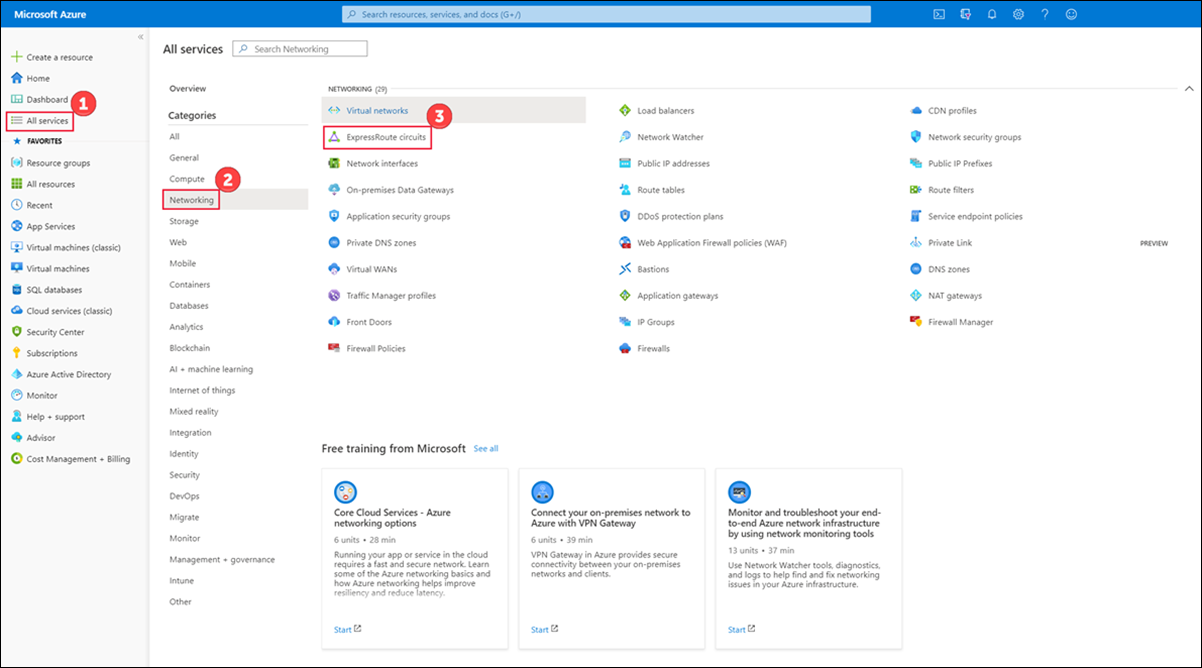 Microsoft Azure
Search resources, services, and docs (G+/)
«
Create a resource
Home
Dashboard
1
All services
FAVORITES
Resource groups
All resources
Recent
App Services
Virtual machines (classic)
Virtual machines
SQL databases
Cloud services (classic)
Security Center
Subscriptions
Azure Active Directory
Monitor
Help + support
Advisor
Cost Management + Billing
All services
Search Networking
Overview
Categories
All
General
Compute
2
Networking
Storage
Web
Mobile
Containers
Databases
Analytics
Blockchain
AI + machine learning
Internet of things
Mixed reality
Integration
Identity
Security
DevOps
Migrate
Monitor
Management + governance
Intune
Other
NETWORKING (29)
Virtual networks
3
ExpressRoute circuits
Network interfaces
On-premises Data Gateways
Application security groups
Private DNS zones
Virtual WANs
Traffic Manager profiles
Front Doors
Firewall Policies
Load balancers
Network Watcher
Public IP addresses
Route tables
DDoS protection plans
Web Application Firewall policies (WAF)
Bastions
Application gateways
IP Groups
Firewalls
CDN profiles
Network security groups
Public IP Prefixes
Route filters
Service endpoint policies
Private Link
PREVIEW
DNS zones
NAT gateways
Firewall Manager
Free training from Microsoft See all
Core Cloud Services - Azure
networking options
6 units • 28 min
Running your app or service in the cloud
requires a fast and secure network. Learn
some of the Azure networking basics and
how Azure networking helps improve
resiliency and reduce latency.
Start
Connect your on-premises network to
Azure with VPN Gateway
6 units • 39 min
VPN Gateway in Azure provides secure
connectivity between your on-premises
networks and clients.
Start
Monitor and troubleshoot your end-
to-end Azure network infrastructure
by using network monitoring tools
13 units • 37 min
Use Network Watcher tools, diagnostics,
and logs to help find and fix networking
issues in your Azure infrastructure.
Start